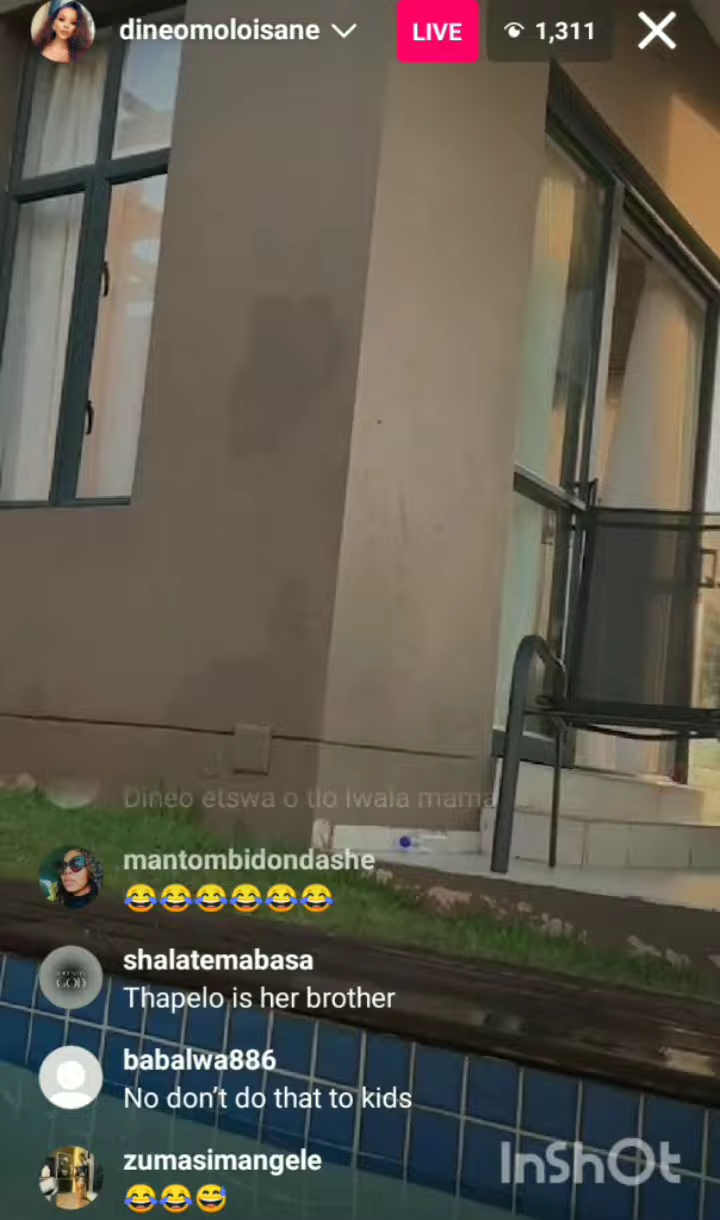 dineomoloisane
LIVE
1,311
Dineo etswa o tlo lwala mama
mantombidondashe
😂😂😂😂😂😂
shalatemabasa
GOD
Thapelo is her brother
babalwa886
No don't do that to kids
zumasimangele
😂😂😅
InShOt